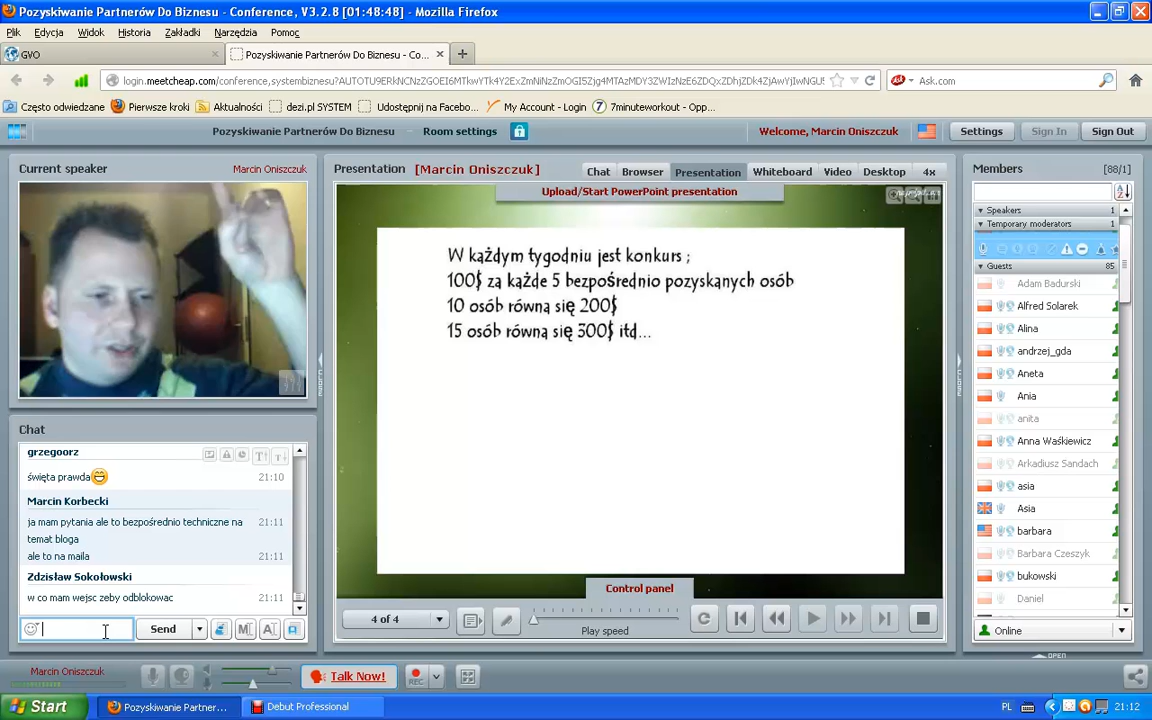 Pozyskiwanie Partnerów Do Biznesu - Conference, V3.2.8 [01:48:48] - Mozilla Firefox
Plik Edycja Widok Historia Zakładki Narzędzia Pomoc
GVO
Pozyskiwanie Partnerów Do Biznesu - Co...
Ask.com
Często odwiedzane Pierwsze kroki Aktualności dezi.pl SYSTEM Udostępnij na Facebo... My Account - Login 7minuteworkout - Opp...
Pozyskiwanie Partnerów Do Biznesu Room settings Welcome, Marcin Oniszczuk Settings Sign In Sign Out
Current speaker Marcin Oniszczuk
Presentation [Marcin Oniszczuk] Chat Browser Presentation Whiteboard Video Desktop 4x
Upload/Start PowerPoint presentation
W każdym tygodniu jest konkurs ;
100$ za każde 5 bezpośrednio pozyskanych osób
10 osób równa się 200$
15 osób równa się 300$ itd...
Control panel
4 of 4
Play speed
Chat
grzegoorz
święta prawda 21:10
Marcin Korbecki
ja mam pytania ale to bezpośrednio techniczne na 21:11
temat bloga
ale to na maila 21:11
Zdzisław Sokołowski
w co mam wejsc zeby odblokowac 21:11
Send
Members [88/1]
Speakers 1
Temporary moderators 1
Guests 85
Adam Badurski
Alfred Solarek
Alina
andrzej_gda
Aneta
Ania
anita
Anna Waśkiewicz
Arkadiusz Sandach
asia
Asia
barbara
Barbara Czeszyk
bukowski
Daniel
Online
OPEN
Marcin Oniszczuk
Talk Now!
REC
Start Pozyskiwanie Partner... Debut Professional PL 21:12